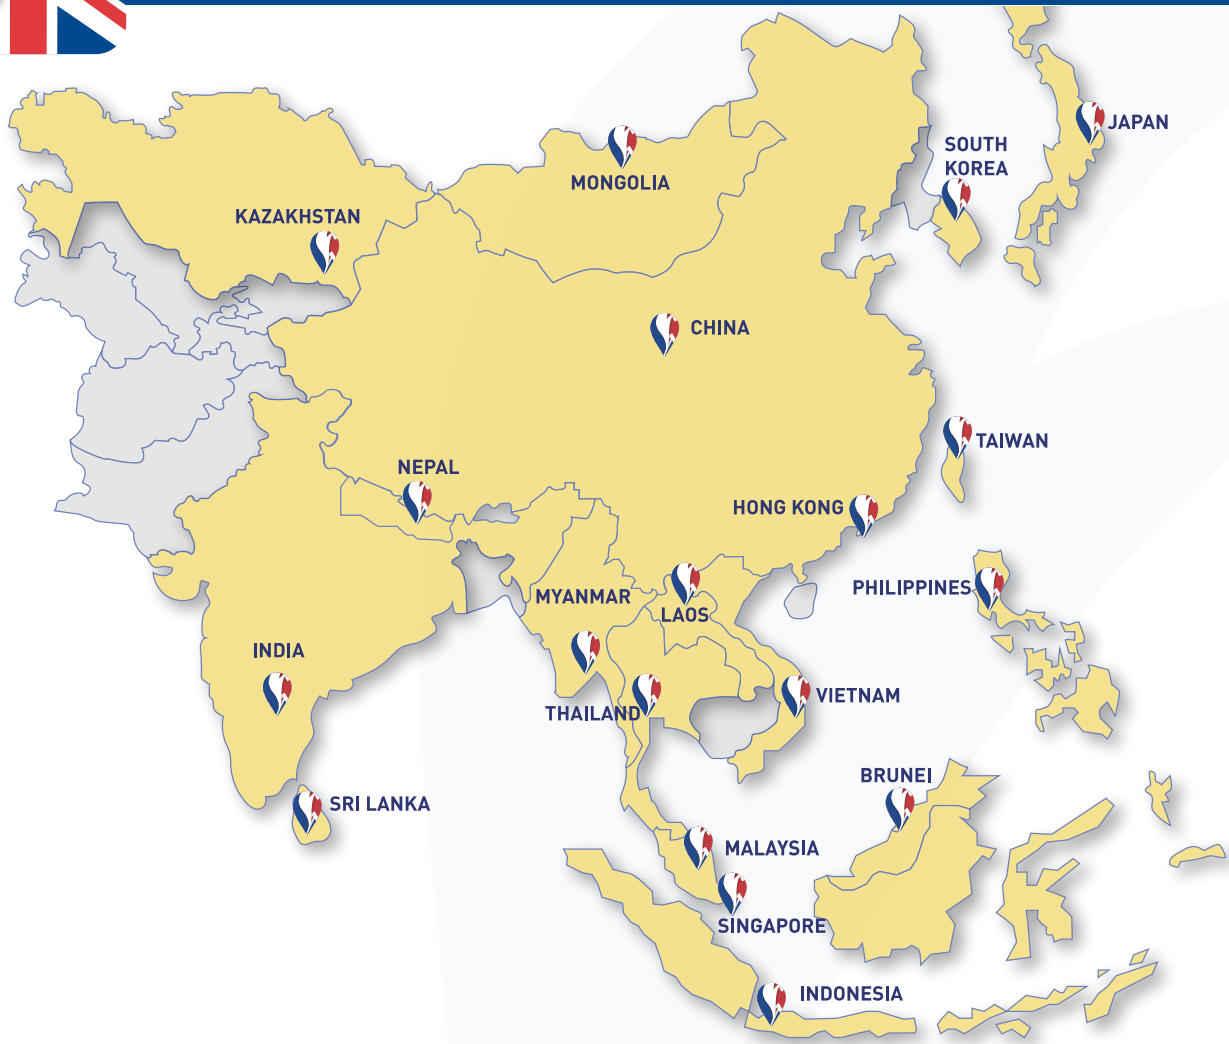 JAPAN
SOUTH
KOREA
MONGOLIA
KAZAKHSTAN
CHINA
TAIWAN
NEPAL
HONG KONG
PHILIPPINES
MYANMAR
LAOS
INDIA
VIETNAM
THAILAND
BRUNEI
SRI LANKA
MALAYSIA
SINGAPORE
INDONESIA